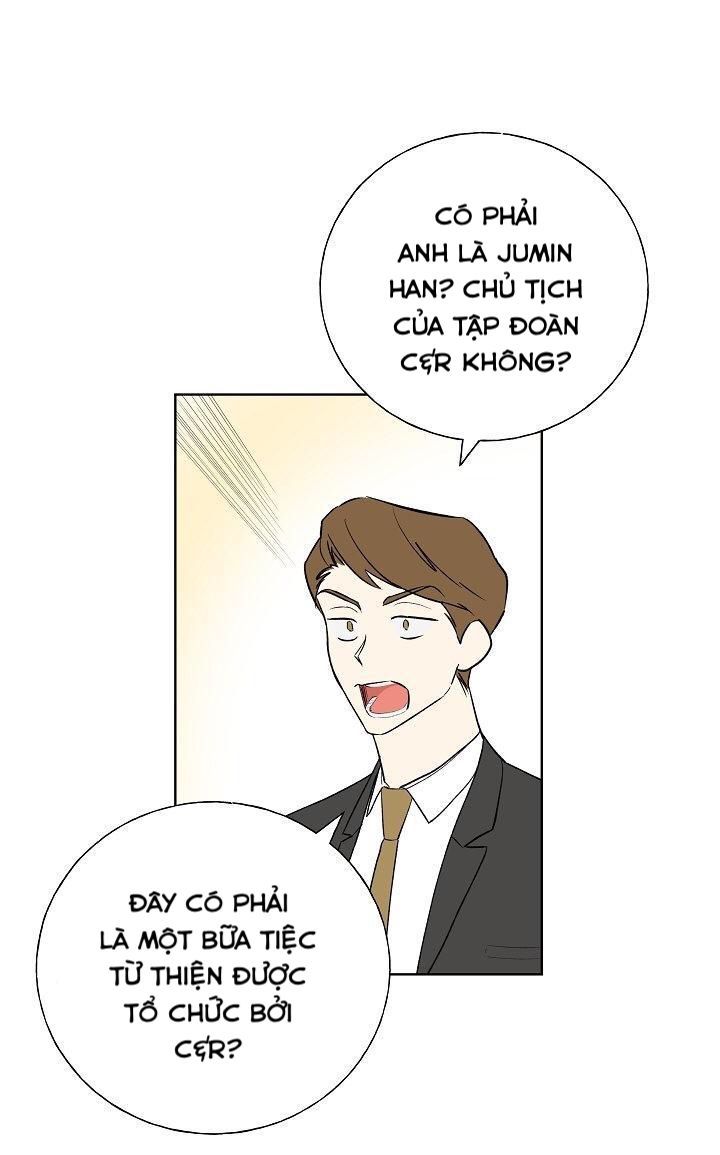 CÓ PHẢI
ANH LÀ JUMIN
HAN? CHỦ TỊCH
CỦA TẬP ĐOÀN
C&R KHÔNG?
ĐÂY CÓ PHẢI
LÀ MỘT BỮA TIỆC
TỪ THIỆN ĐƯỢC
TỔ CHỨC BỞI
C&R?